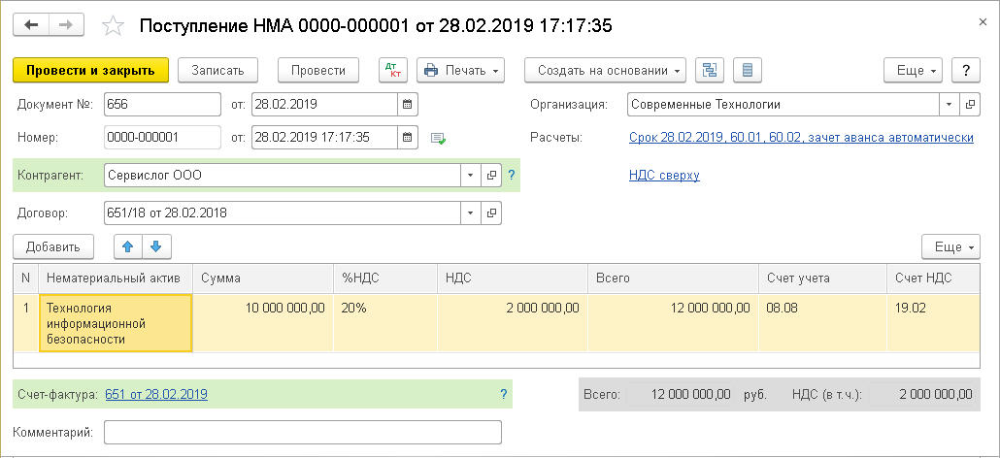 Поступление НМА 0000-000001 от 28.02.2019 17:17:35
Провести и закрыть Записать Провести Дт Кт Печать Создать на основании Еще ?
Документ №: 656 от: 28.02.2019 Организация: Современные Технологии
Номер: 0000-000001 от: 28.02.2019 17:17:35 Расчеты: Срок 28.02.2019, 60.01, 60.02, зачет аванса автоматически
Контрагент: Сервислог ООО ? НДС сверху
Договор: 651/18 от 28.02.2018
Добавить Еще
N Нематериальный актив Сумма %НДС НДС Всего Счет учета Счет НДС
1 Технология 10 000 000,00 20% 2 000 000,00 12 000 000,00 08.08 19.02
информационной
безопасности
Счет-фактура: 651 от 28.02.2019 ? Всего: 12 000 000,00 руб. НДС (в т.ч.): 2 000 000,00
Комментарий: